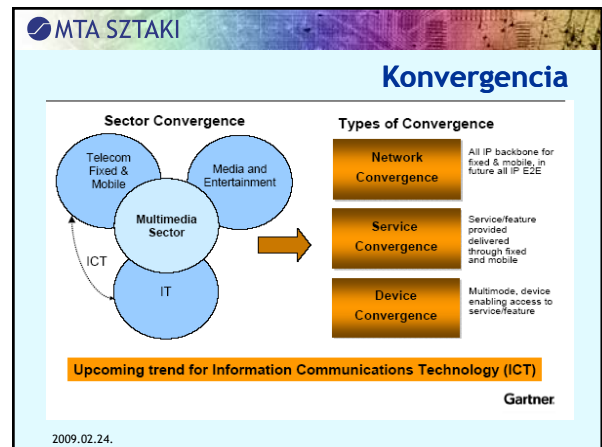 MTA SZTAKI
Konvergencia
Sector Convergence
Telecom
Fixed &
Mobile
Media and
Entertainment
Multimedia
Sector
ICT
IT
Types of Convergence
Network
Convergence
All IP backbone for
fixed & mobile, in
future all IP E2E
Service
Convergence
Service/feature
provided
delivered
through fixed
and mobile
Device
Convergence
Multimode, device
enabling access to
service/feature
Upcoming trend for Information Communications Technology (ICT)
Gartner
2009.02.24.